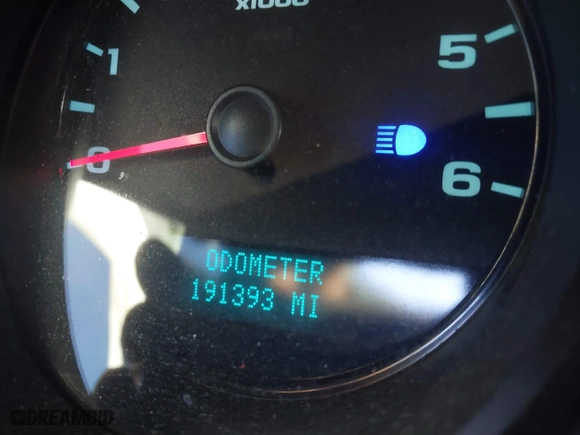 x1000
1
5
0
6
ODOMETER
191393 MI
DREAMBID